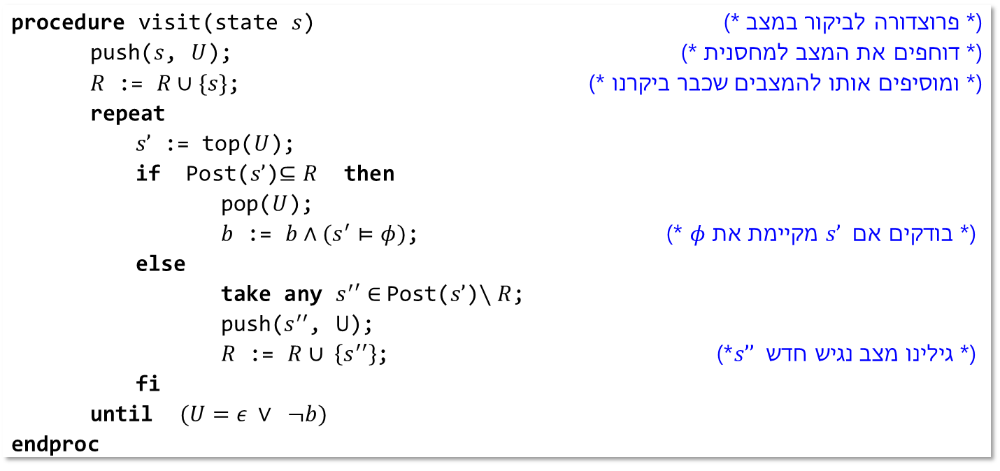 procedure visit(state s) (* פרוצדורה לביקור במצב *)
push(s, U); (* דוחפים את המצב למחסנית *)
R := R ∪ {s}; (* ומוסיפים אותו להמצבים שכבר ביקרנו *)
repeat
s’ := top(U);
if Post(s’)⊆ R then
pop(U);
b := b ∧ (s′ ⊨ ϕ); (* בודקים אם s’ מקיימת את ϕ *)
else
take any s′′ ∈ Post(s’)\ R;
push(s′′, U);
R := R ∪ {s′′}; (* גילינו מצב נגיש חדש s’’*)
fi
until (U = ϵ ∨ ¬b)
endproc